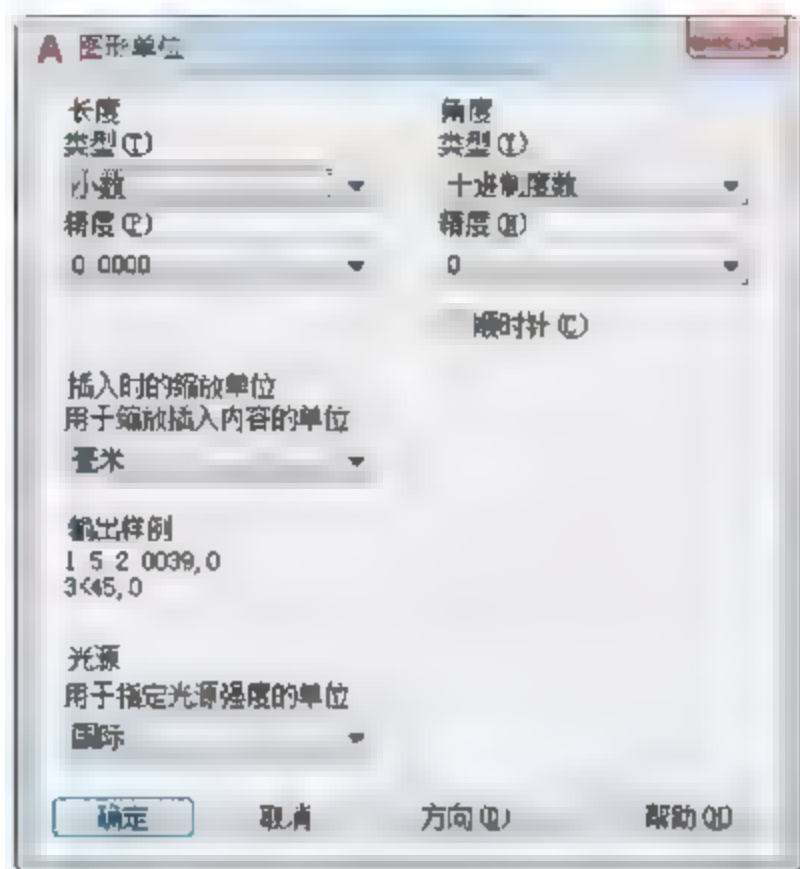 图形单位
长度
类型(T)
小数
精度(P)
0 0000
角度
类型(Y)
十进制度数
精度(N)
0
顺时针(C)
插入时的缩放单位
用于缩放插入内容的单位
毫米
输出样例
1 5 2 0039,0
3<45,0
光源
用于指定光源强度的单位
国际
确定 取消 方向(D) 帮助(H)